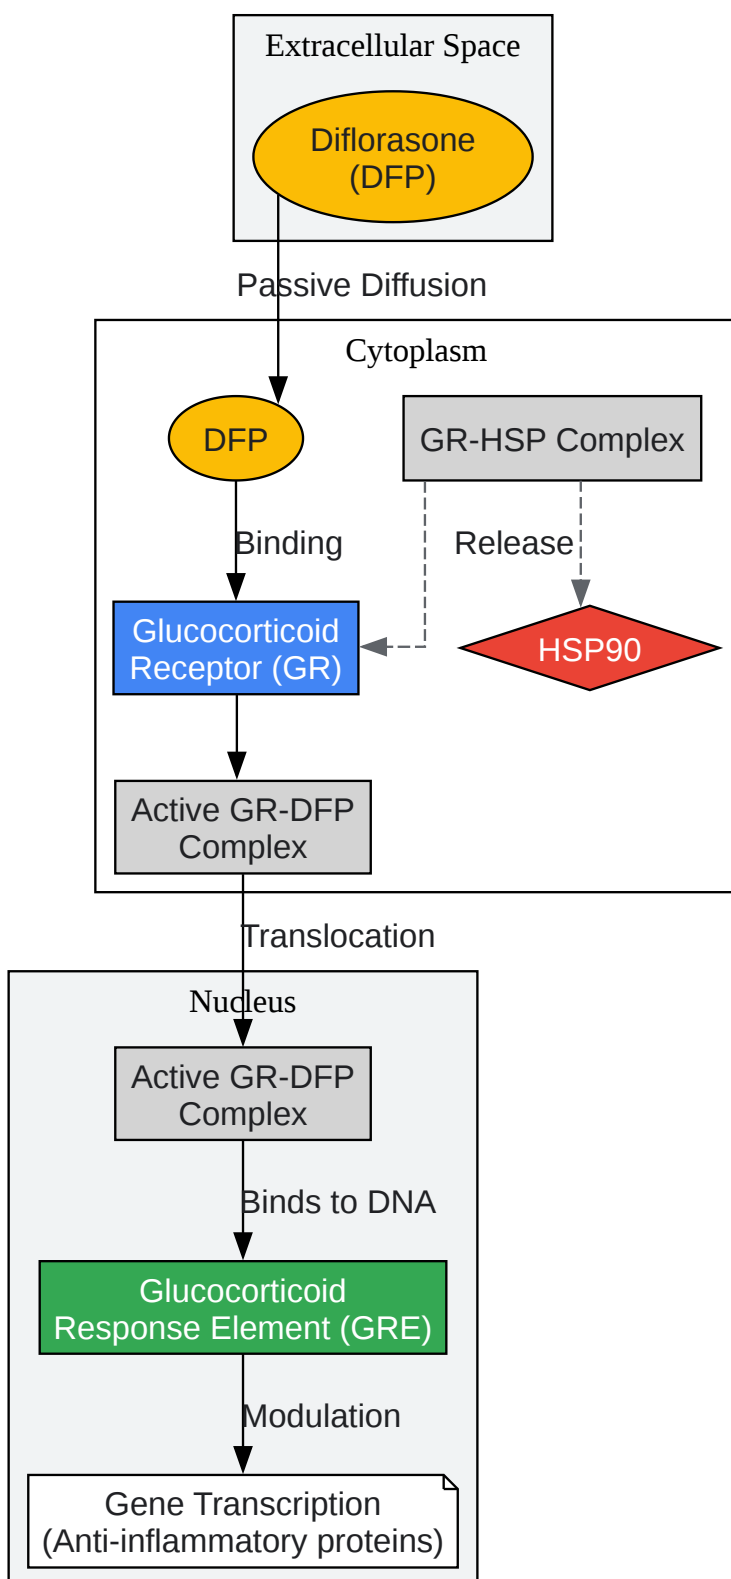 Extracellular Space
Diflorasone
(DFP)
Passive Diffusion
Cytoplasm
DFP
GR-HSP Complex
Binding
Release
Glucocorticoid
Receptor (GR)
HSP90
Active GR-DFP
Complex
Translocation
Nucleus
Active GR-DFP
Complex
Binds to DNA
Glucocorticoid
Response Element (GRE)
Modulation
Gene Transcription
(Anti-inflammatory proteins)